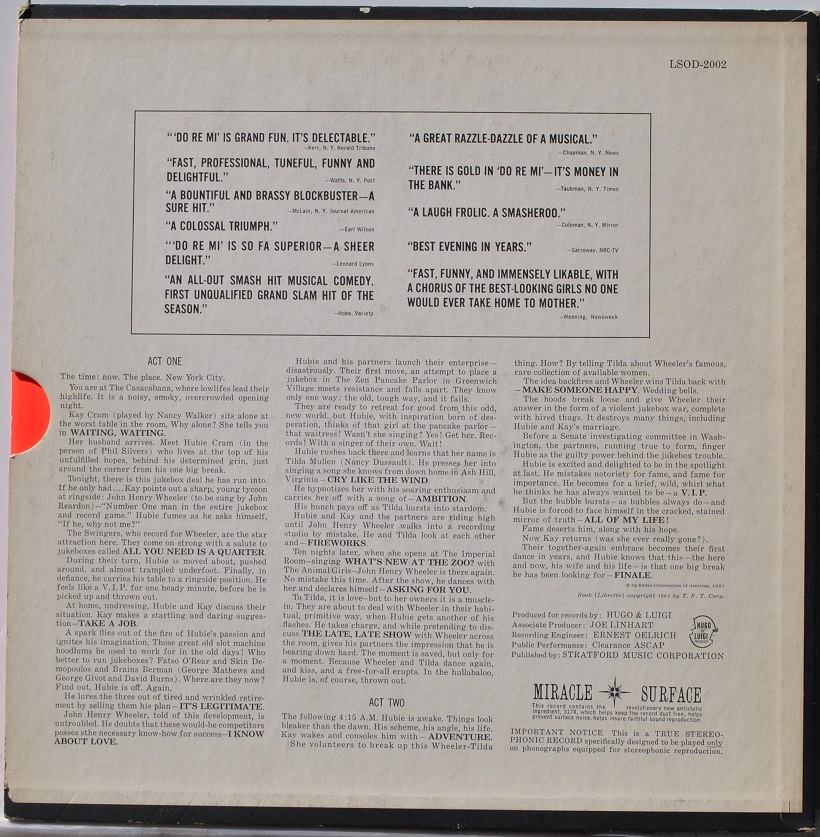 LSOD-2002
“‘DO RE MI’ IS GRAND FUN. IT’S DELECTABLE.”
—Kerr, N. Y. Herald Tribune
“FAST, PROFESSIONAL, TUNEFUL, FUNNY AND
DELIGHTFUL.”
—Watts, N. Y. Post
“A BOUNTIFUL AND BRASSY BLOCKBUSTER—A
SURE HIT.”
—McLain, N. Y. Journal American
“A COLOSSAL TRIUMPH.”
—Earl Wilson
“‘DO RE MI’ IS SO FA SUPERIOR—A SHEER
DELIGHT.”
—Leonard Lyons
“AN ALL-OUT SMASH HIT MUSICAL COMEDY.
FIRST UNQUALIFIED GRAND SLAM HIT OF THE
SEASON.”
—Hobe, Variety
“A GREAT RAZZLE-DAZZLE OF A MUSICAL.”
—Chapman, N. Y. News
“THERE IS GOLD IN ‘DO RE MI’—IT’S MONEY IN
THE BANK.”
—Taubman, N. Y. Times
“A LAUGH FROLIC. A SMASHEROO.”
—Coleman, N. Y. Mirror
“BEST EVENING IN YEARS.”
—Garroway, NBC-TV
“FAST, FUNNY, AND IMMENSELY LIKABLE, WITH
A CHORUS OF THE BEST-LOOKING GIRLS NO ONE
WOULD EVER TAKE HOME TO MOTHER.”
—Wenning, Newsweek
ACT ONE
The time: now. The place. New York City.
You are at the Casacabama, where lowlifes lead their
highlife. It is a noisy, smoky, overcrowded opening
night.
Kay Cram (played by Nancy Walker) sits alone at
the worst table in the room. Why alone? She tells you
in WAITING, WAITING.
Her husband arrives. Meet Hubie Cram (in the
person of Phil Silvers) who lives at the top of his
unfulfilled hopes, behind his determined grin, just
around the corner from his one big break.
Tonight, there is this jukebox deal he has run into.
If he only had.... Kay points out a sharp, young tycoon
at ringside: John Henry Wheeler (to be sung by John
Reardon)—“Number One man in the entire jukebox
and record game.” Hubie fumes as he asks himself,
“If he, why not me?”
The Swingers, who record for Wheeler, are the star
attraction here. They come on strong with a salute to
jukeboxes called ALL YOU NEED IS A QUARTER.
During their turn, Hubie is moved about, pushed
around, and almost trampled underfoot. Finally, in
defiance, he carries his table to a ringside position. He
feels like a V.I.P. for one heady minute, before he is
picked up and thrown out.
At home, undressing, Hubie and Kay discuss their
situation. Kay makes a startling and daring sugges-
tion—TAKE A JOB.
A spark flies out of the fire of Hubie's passion and
ignites his imagination. Those great old slot machine
hoodlums he used to work for in the old days! Who
better to run jukeboxes? Fatso O'Rear and Skin De-
mopoulos and Brains Berman (George Mathews and
George Givot and David Burns). Where are they now?
Find out. Hubie is off. Again.
He lures the three out of tired and wrinkled retire-
ment by selling them his plan—IT'S LEGITIMATE.
John Henry Wheeler, told of this development, is
untroubled. He doubts that these would-be competitors
posses sthe necessary know-how for success—I KNOW
ABOUT LOVE.
Hubie and his partners launch their enterprise—
disastrously. Their first move, an attempt to place a
jukebox in The Zen Pancake Parlor in Greenwich
Village meets resistance and falls apart. They know
only one way: the old, tough way, and it fails.
They are ready to retreat for good from this odd,
new world, but Hubie, with inspiration born of des-
peration, thinks of that girl at the pancake parlor—
that waitress! Wasn't she singing? Yes! Get her. Rec-
ords! With a singer of their own. Wait!
Hubie rushes back there and learns that her name is
Tilda Mullen (Nancy Dussault). He presses her into
singing a song she knows from down home in Ash Hill,
Virginia—CRY LIKE THE WIND.
He hypnotizes her with his soaring enthusiasm and
carries her off with a song of—AMBITION.
His hunch pays off as Tilda bursts into stardom.
Hubie and Kay and the partners are riding high
until John Henry Wheeler walks into a recording
studio by mistake. He and Tilda look at each other
and—FIREWORKS.
Ten nights later, when she opens at The Imperial
Room—singing WHAT'S NEW AT THE ZOO? with
The Animal Girls—John Henry Wheeler is there again.
No mistake this time. After the show, he dances with
her and declares himself—ASKING FOR YOU.
To Tilda, it is love—but to her owners it is a muscle-
in. They are about to deal with Wheeler in their habi-
tual, primitive way, when Hubie gets another of his
flashes. He takes charge, and while pretending to dis-
cuss THE LATE, LATE SHOW with Wheeler across
the room, gives his partners the impression that he is
bearing down hard. The moment is saved, but only for
a moment. Because Wheeler and Tilda dance again,
and kiss, and a free-for-all erupts. In the hullabaloo,
Hubie is, of course, thrown out.
ACT TWO
The following 4:15 A.M. Hubie is awake. Things look
bleaker than the dawn. His scheme, his angle, his life.
Kay wakes and consoles him with—ADVENTURE.
She volunteers to break up this Wheeler-Tilda
thing. How? By telling Tilda about Wheeler's famous,
rare collection of available women.
The idea backfires and Wheeler wins Tilda back with
—MAKE SOMEONE HAPPY. Wedding bells.
The hoods break loose and give Wheeler their
answer in the form of a violent jukebox war, complete
with hired thugs. It destroys many things, including
Hubie and Kay's marriage.
Before a Senate investigating committee in Wash-
ington, the partners, running true to form, finger
Hubie as the guilty power behind the jukebox trouble.
Hubie is excited and delighted to be in the spotlight
at last. He mistakes notoriety for fame, and fame for
importance. He becomes for a brief, wild, whirl what
he thinks he has always wanted to be—a V.I.P.
But the bubble bursts—as bubbles always do—and
Hubie is forced to face himself in the cracked, stained
mirror of truth—ALL OF MY LIFE!
Fame deserts him, along with his hope.
Now Kay returns (was she ever really gone?).
Their together-again embrace becomes their first
dance in years, and Hubie knows that this—the here
and now, his wife and his life—is that one big break
he has been looking for—FINALE.
© by Radio Corporation of America, 1961
Book (Libretto) copyright 1961 by T. F. T. Corp.
Produced for records by: HUGO & LUIGI
Associate Producer: JOE LINHART
Recording Engineer: ERNEST OELRICH
Public Performance: Clearance ASCAP
Published by: STRATFORD MUSIC CORPORATION
HUGO
&
LUIGI
MIRACLE SURFACE
This record contains the revolutionary new antistatic
ingredient, 317X, which helps keep the record dust free, helps
prevent surface noise, helps insure faithful sound reproduction.
IMPORTANT NOTICE This is a TRUE STEREO-
PHONIC RECORD specifically designed to be played only
on phonographs equipped for stereophonic reproduction.